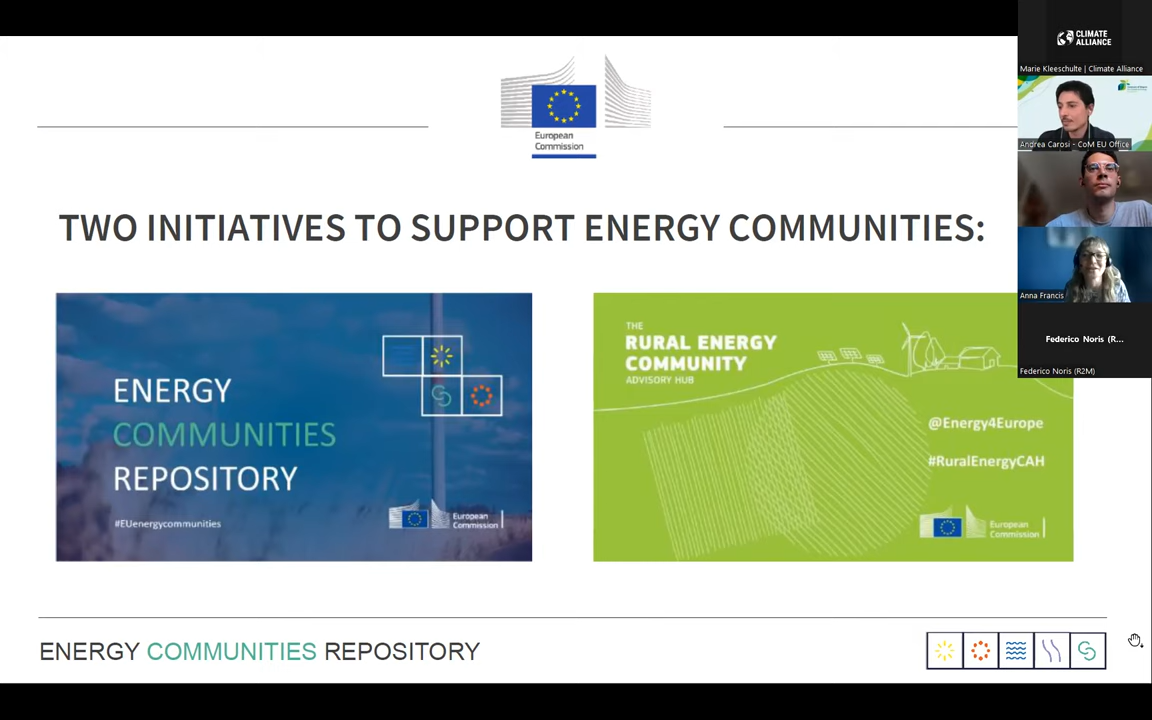 European
Commission
TWO INITIATIVES TO SUPPORT ENERGY COMMUNITIES:
ENERGY
COMMUNITIES
REPOSITORY
#EUenergycommunities
European
Commission
THE
RURAL ENERGY
COMMUNITY
ADVISORY HUB
@Energy4Europe
#RuralEnergyCAH
European
Commission
ENERGY COMMUNITIES REPOSITORY
CLIMATE
ALLIANCE
Marie Kleeschulte | Climate Alliance
Andrea Carosi - CoM EU Office
Anna Francis
Federico Noris (R...
Federico Noris (R2M)